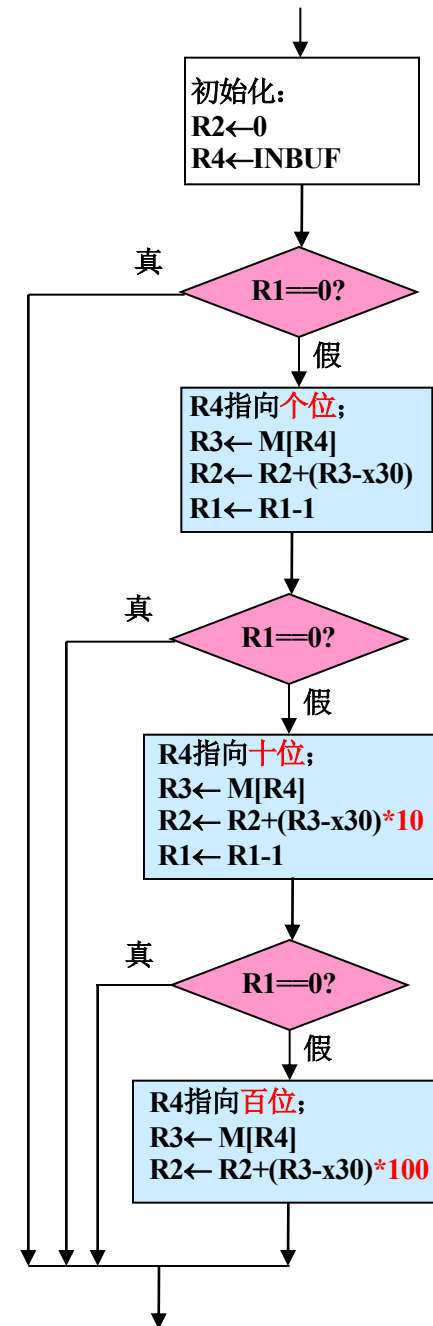 初始化：
R2←0
R4←INBUF
真
R1==0?
假
R4指向个位；
R3← M[R4]
R2← R2+(R3-x30)
R1← R1-1
真
R1==0?
假
R4指向十位；
R3← M[R4]
R2← R2+(R3-x30)*10
R1← R1-1
真
R1==0?
假
R4指向百位；
R3← M[R4]
R2← R2+(R3-x30)*100